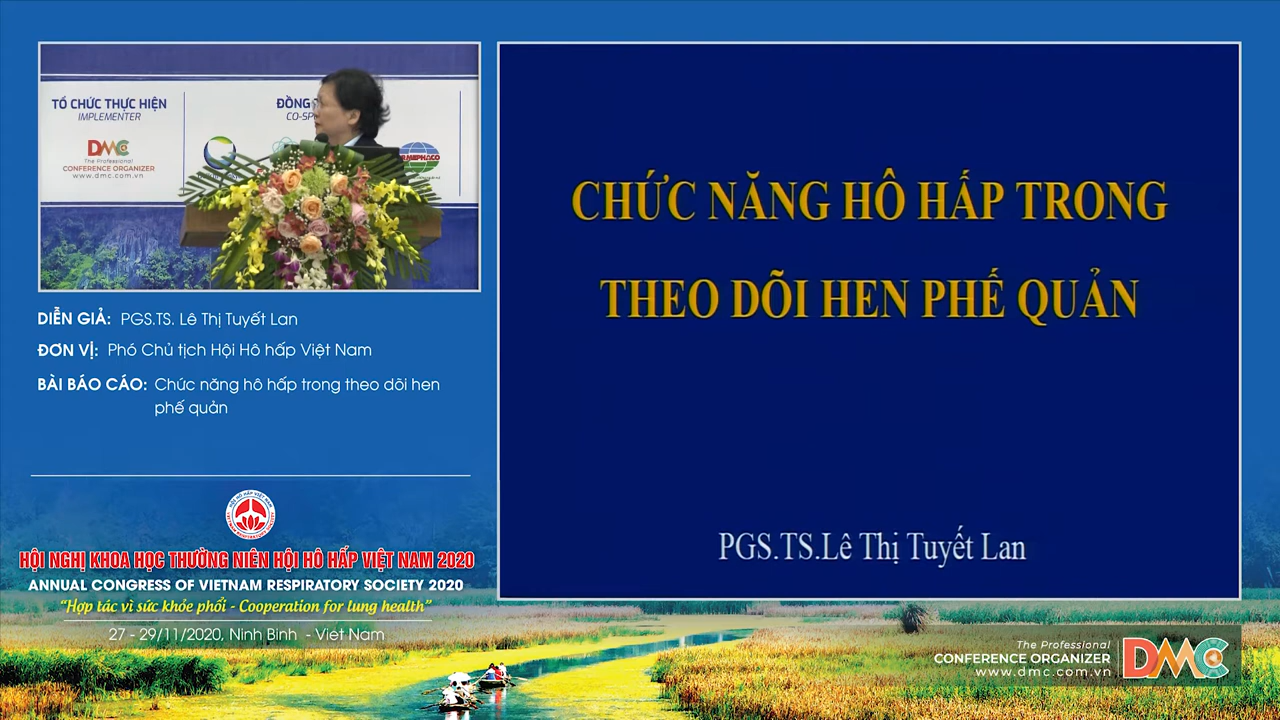 TỔ CHỨC THỰC HIỆN
IMPLEMENTER
DMC
The Professional
CONFERENCE ORGANIZER
www.dmc.com.vn
ĐỒNG
CO-SP
CHỨC NĂNG HÔ HẤP TRONG
THEO DÕI HEN PHẾ QUẢN
PGS.TS.Lê Thị Tuyết Lan
DIỄN GIẢ: PGS.TS. Lê Thị Tuyết Lan
ĐƠN VỊ: Phó Chủ tịch Hội Hô hấp Việt Nam
BÀI BÁO CÁO: Chức năng hô hấp trong theo dõi hen
phế quản
HỘI NGHỊ KHOA HỌC THƯỜNG NIÊN HỘI HÔ HẤP VIỆT NAM 2020
ANNUAL CONGRESS OF VIETNAM RESPIRATORY SOCIETY 2020
“Hợp tác vì sức khỏe phổi - Cooperation for lung health”
27 - 29/11/2020, Ninh Bình - Việt Nam
The Professional
CONFERENCE ORGANIZER
www.dmc.com.vn
DMC